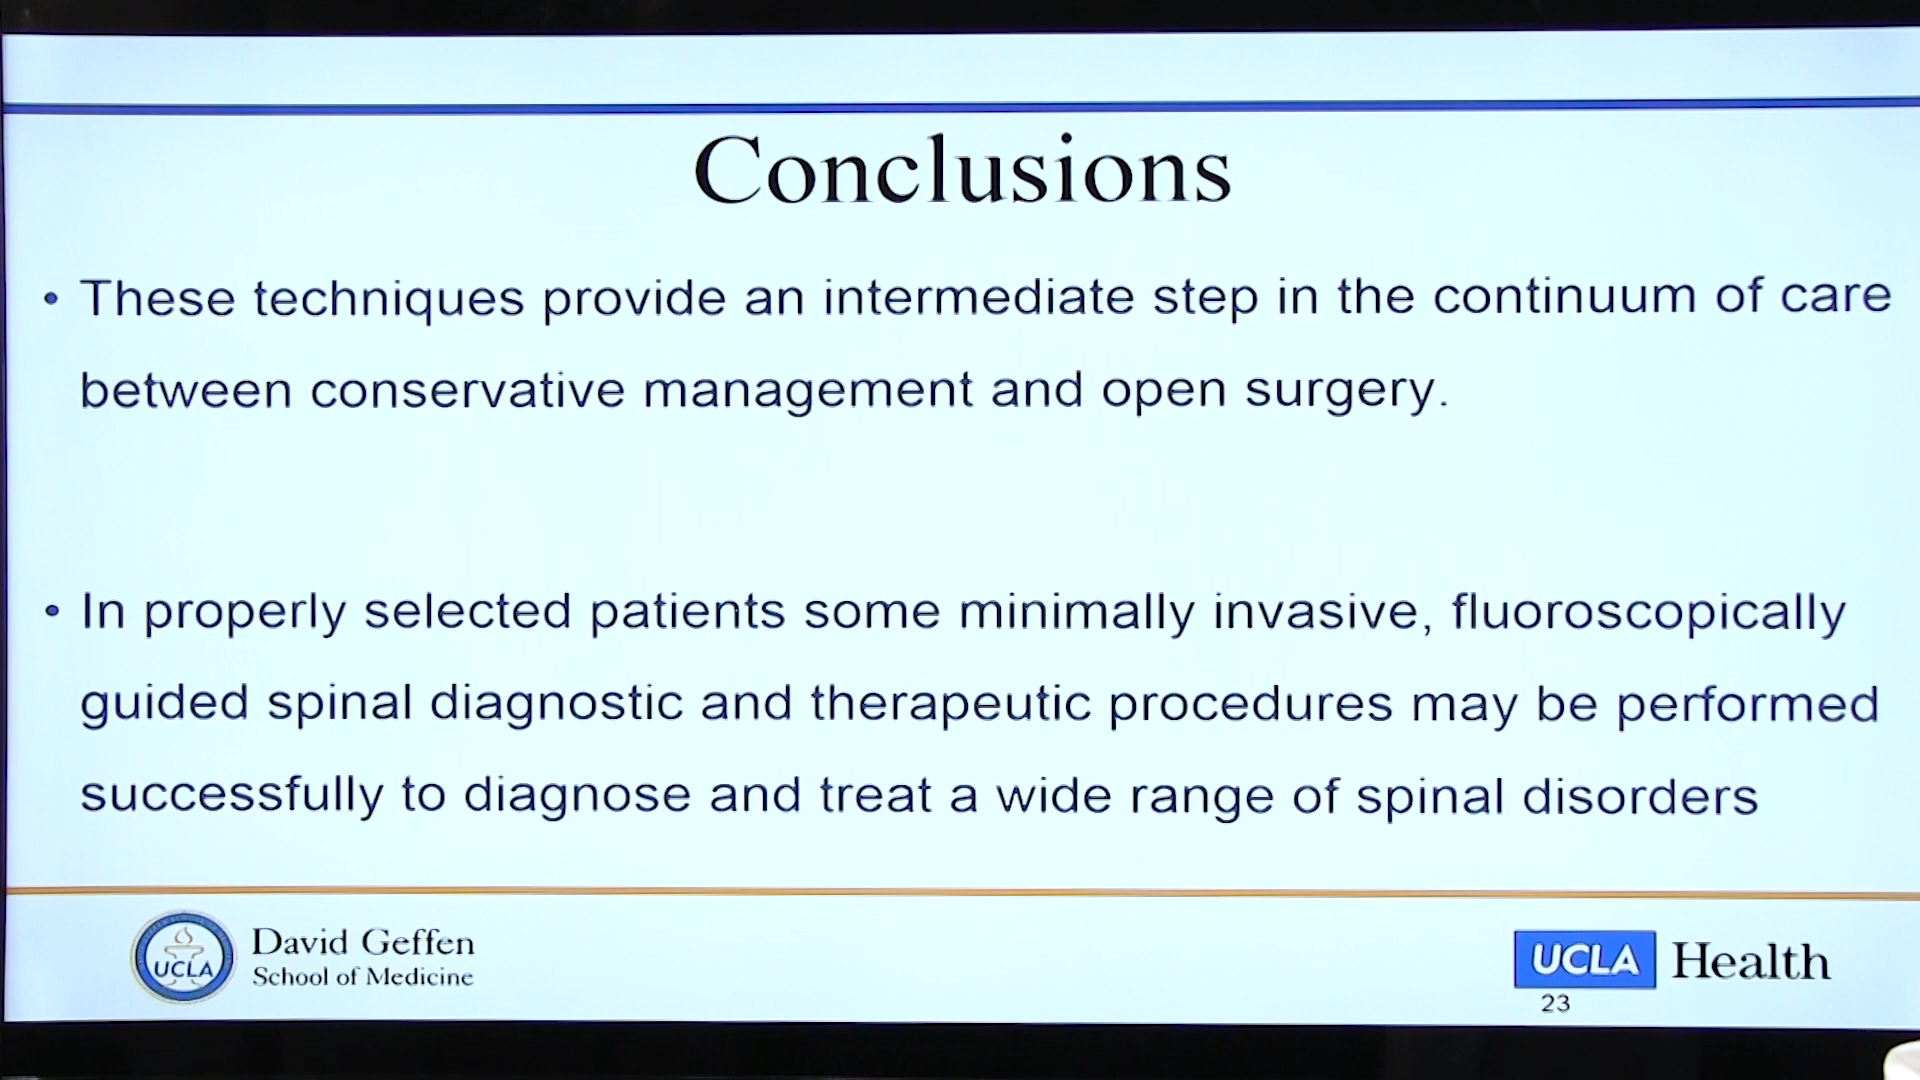 Conclusions
• These techniques provide an intermediate step in the continuum of care
between conservative management and open surgery.
• In properly selected patients some minimally invasive, fluoroscopically
guided spinal diagnostic and therapeutic procedures may be performed
successfully to diagnose and treat a wide range of spinal disorders
UCLA
David Geffen
School of Medicine
UCLA Health
23